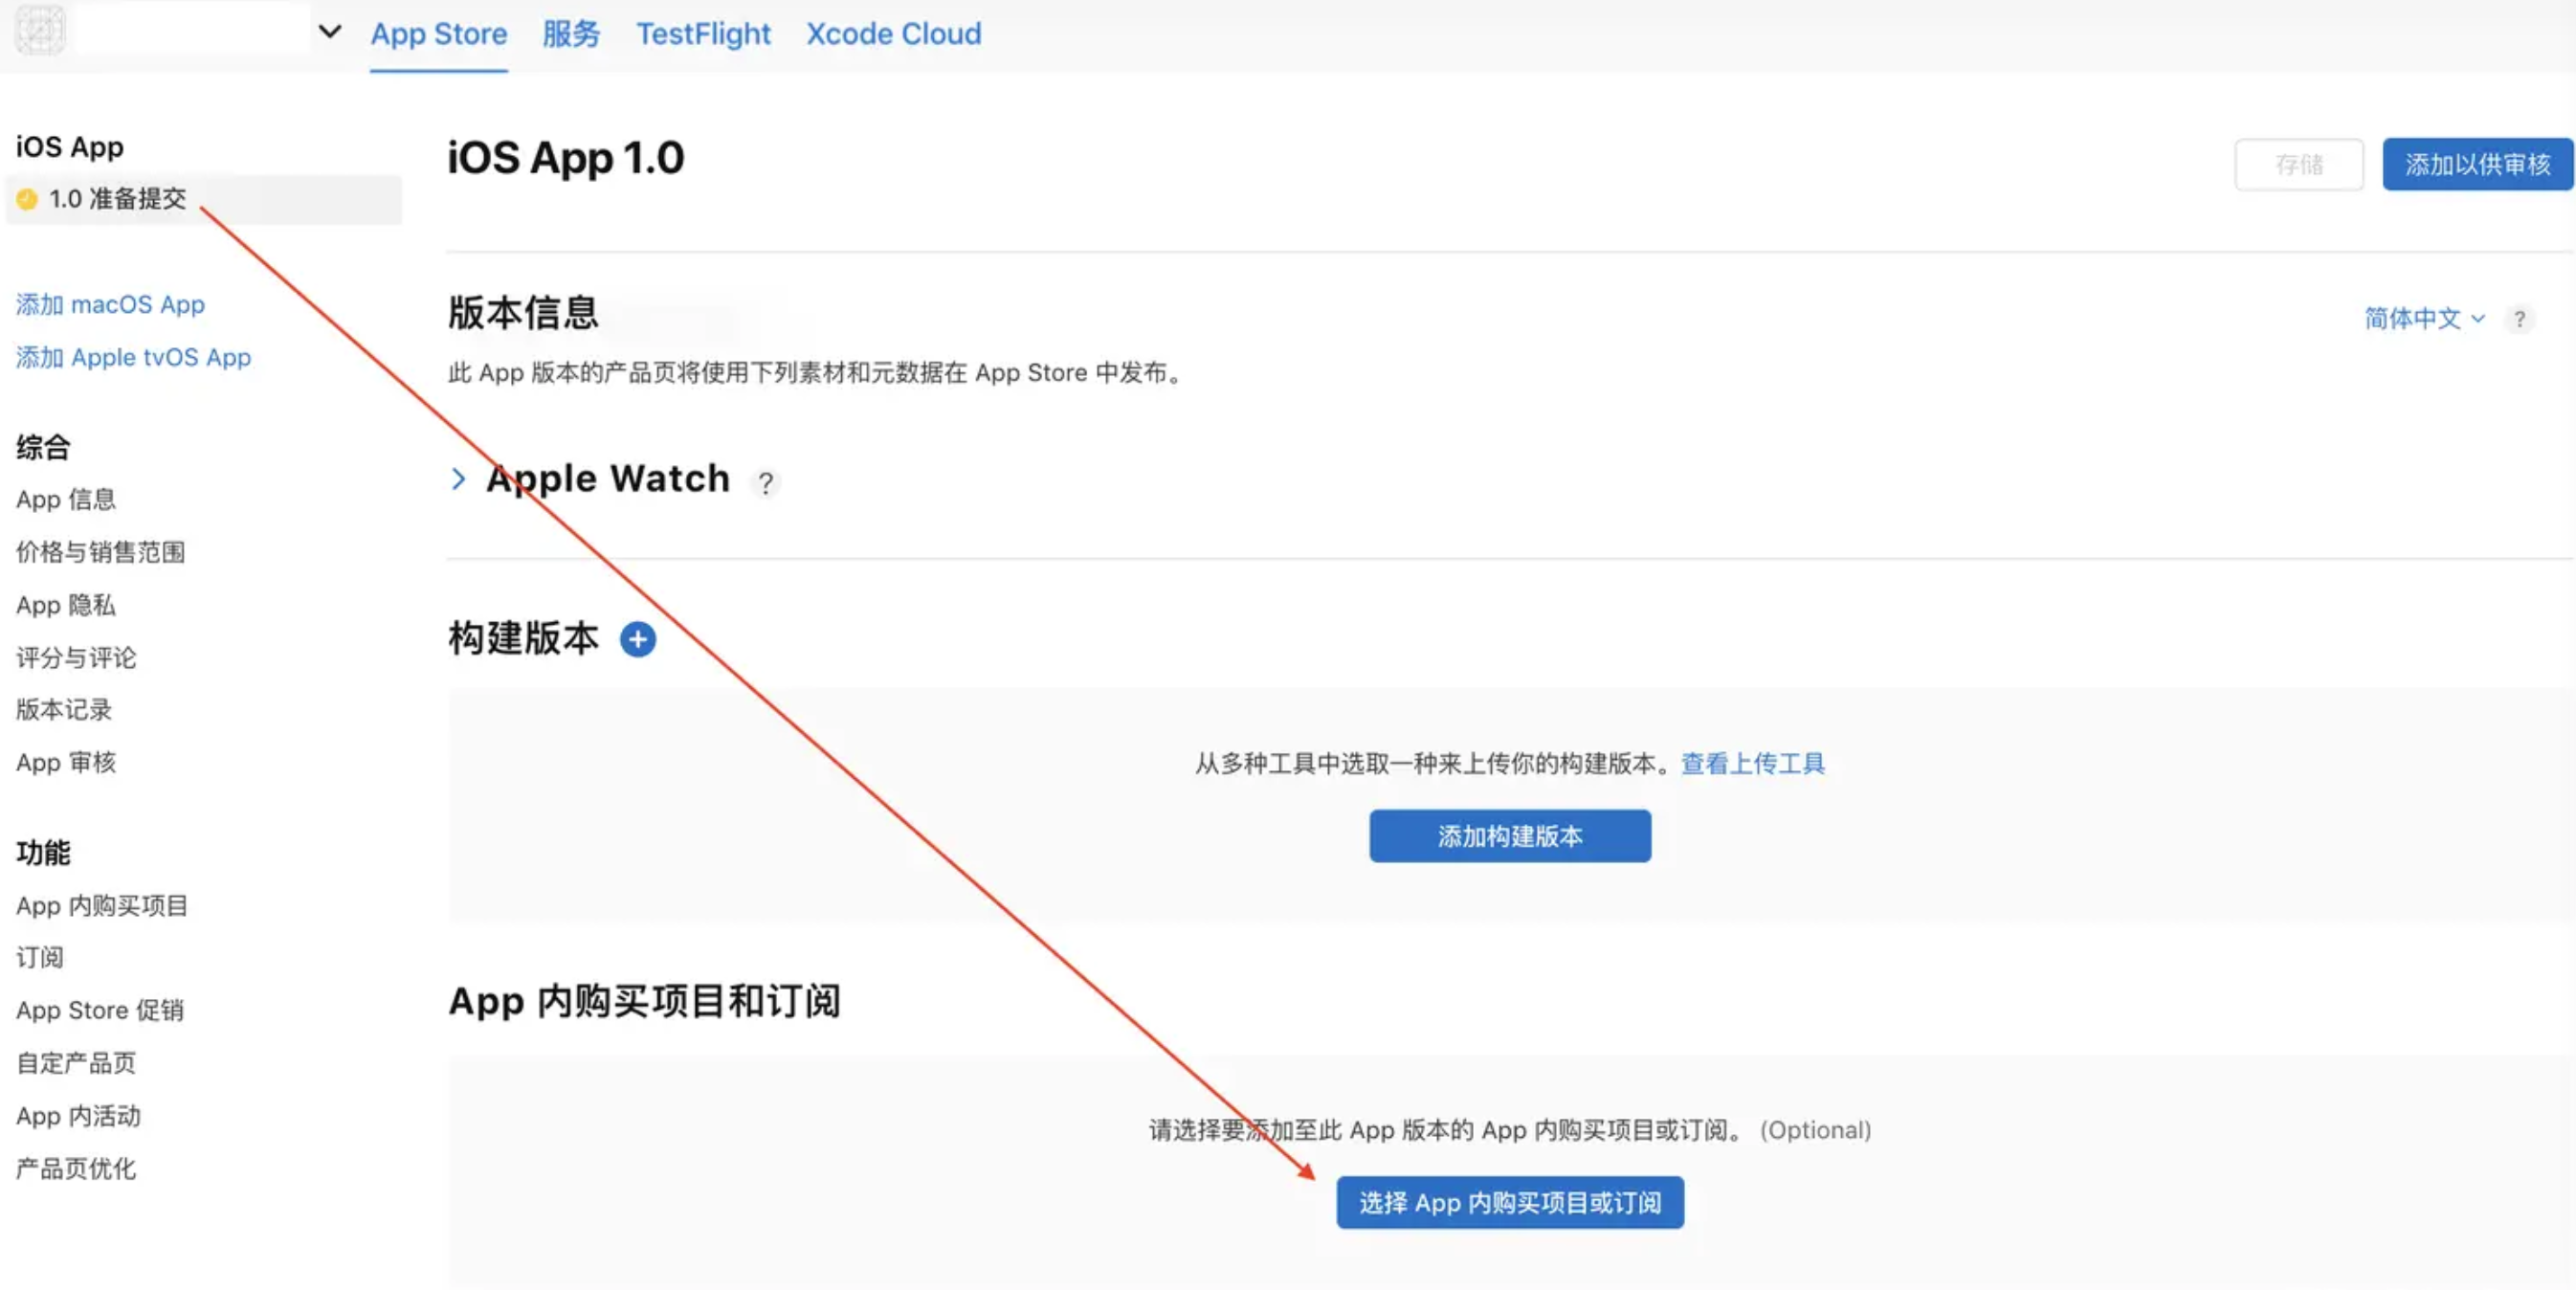 App Store 服务 TestFlight Xcode Cloud
iOS App
1.0 准备提交
添加 macOS App
添加 Apple tvOS App
综合
App 信息
价格与销售范围
App 隐私
评分与评论
版本记录
App 审核
功能
App 内购买项目
订阅
App Store 促销
自定产品页
App 内活动
产品页优化
iOS App 1.0
存储 添加以供审核
版本信息
简体中文 ?
此 App 版本的产品页将使用下列素材和元数据在 App Store 中发布。
Apple Watch ?
构建版本
从多种工具中选取一种来上传你的构建版本。查看上传工具
添加构建版本
App 内购买项目和订阅
请选择要添加至此 App 版本的 App 内购买项目或订阅。 (Optional)
选择 App 内购买项目或订阅